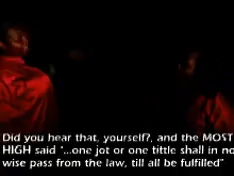 Did you hear that, yourself?, and the MOST
HIGH said "...one jot or one tittle shall in no
wise pass from the law, till all be fulfilled"